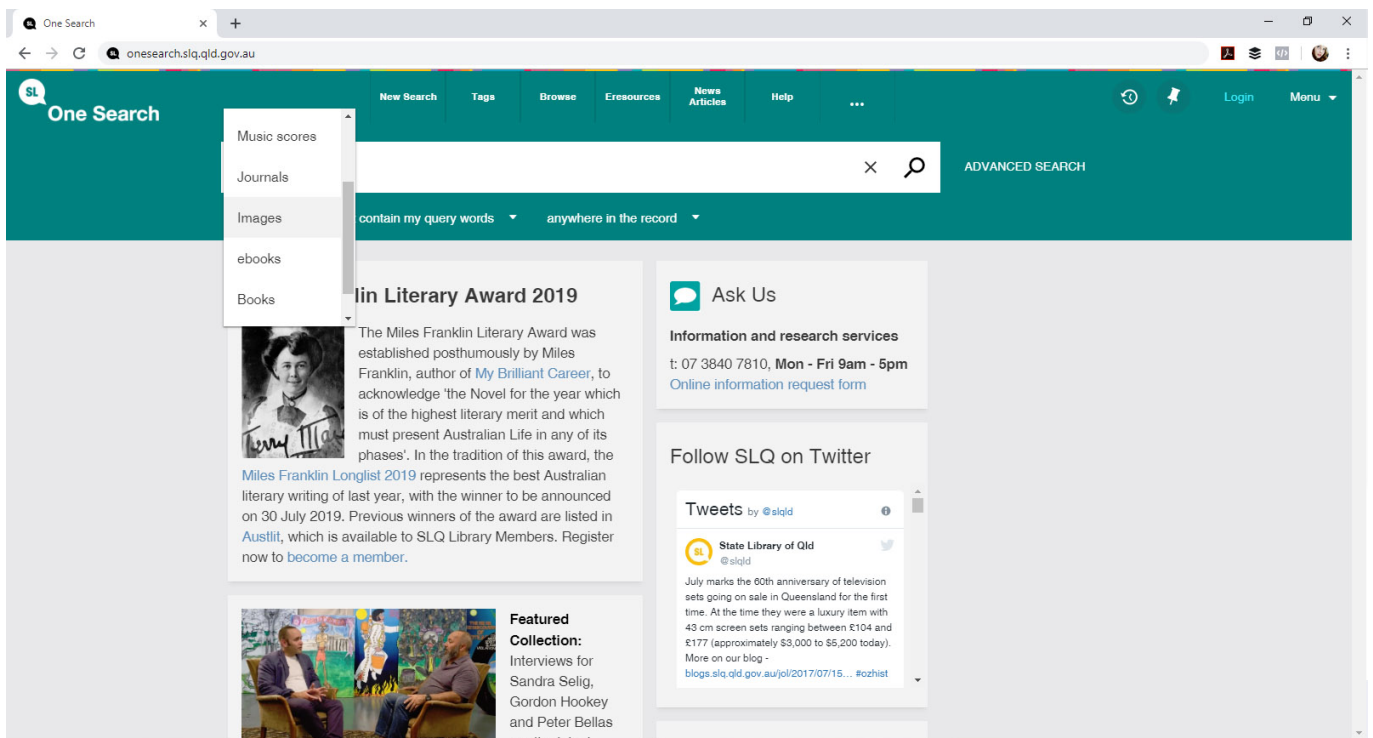 One Search
onesearch.slq.qld.gov.au
SL
One Search
New Search Tags Browse Eresources News Articles Help ...
Login Menu
Music scores
Journals
Images
ebooks
Books
ADVANCED SEARCH
contain my query words anywhere in the record
lin Literary Award 2019
The Miles Franklin Literary Award was
established posthumously by Miles
Franklin, author of My Brilliant Career, to
acknowledge 'the Novel for the year which
is of the highest literary merit and which
must present Australian Life in any of its
phases'. In the tradition of this award, the
Miles Franklin Longlist 2019 represents the best Australian
literary writing of last year, with the winner to be announced
on 30 July 2019. Previous winners of the award are listed in
Austlit, which is available to SLQ Library Members. Register
now to become a member.
Featured
Collection:
Interviews for
Sandra Selig,
Gordon Hookey
and Peter Bellas
Ask Us
Information and research services
t: 07 3840 7810, Mon - Fri 9am - 5pm
Online information request form
Follow SLQ on Twitter
Tweets by @slqld
SL
State Library of Qld
@slqld
July marks the 60th anniversary of television
sets going on sale in Queensland for the first
time. At the time they were a luxury item with
43 cm screen sets ranging between £104 and
£177 (approximately $3,000 to $5,200 today).
More on our blog -
blogs.slq.qld.gov.au/jol/2017/07/15… #ozhist